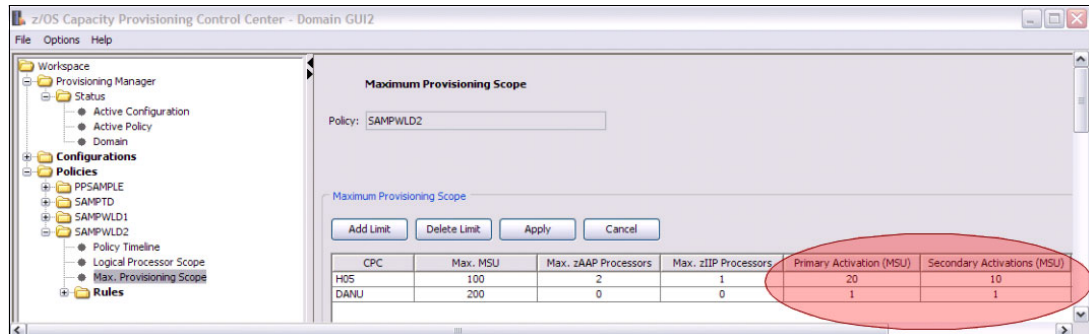 z/OS Capacity Provisioning Control Center - Domain GUI2
File Options Help
Workspace
Provisioning Manager
Status
Active Configuration
Active Policy
Domain
Configurations
Policies
PPSAMPLE
SAMPTD
SAMPWLD1
SAMPWLD2
Policy Timeline
Logical Processor Scope
Max. Provisioning Scope
Rules
Maximum Provisioning Scope
Policy: SAMPWLD2
Maximum Provisioning Scope
Add Limit Delete Limit Apply Cancel
CPC Max. MSU Max. zAAP Processors Max. zIIP Processors Primary Activation (MSU) Secondary Activations (MSU)
H05 100 2 1 20 10
DANU 200 0 0 1 1